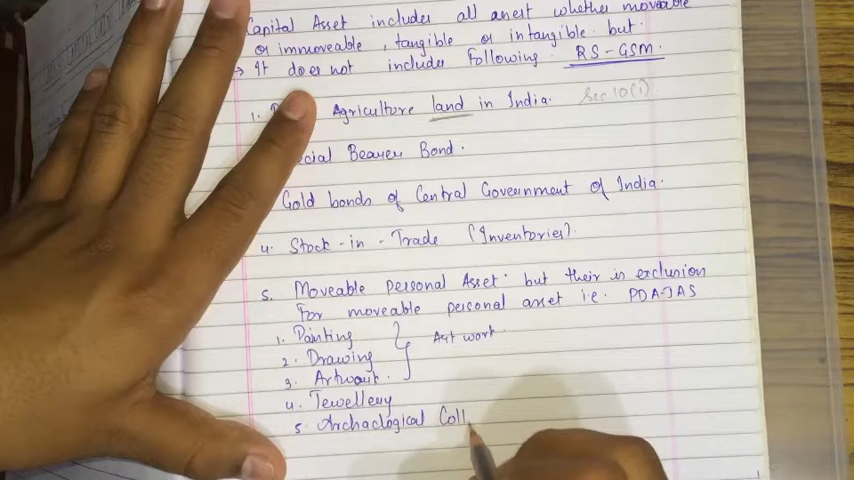 Capital Asset includes all asset whether moveable
or immoveable, tangible or intangible but.
→ It does not includes following. RS-GSM.
1. Agriculture land in India. Sec 10(1)
ecial Bearer Bond.
Gold bonds of Central Government of India.
4. Stock-in-Trade (Inventories).
5. Moveable personal Asset. but their is exclusion
For moveable personal asset i.e. PDA-JAS
1. Painting
2. Drawing
Art work.
3. Artwork.
4. Jewellery
5. Archaelogical Coll